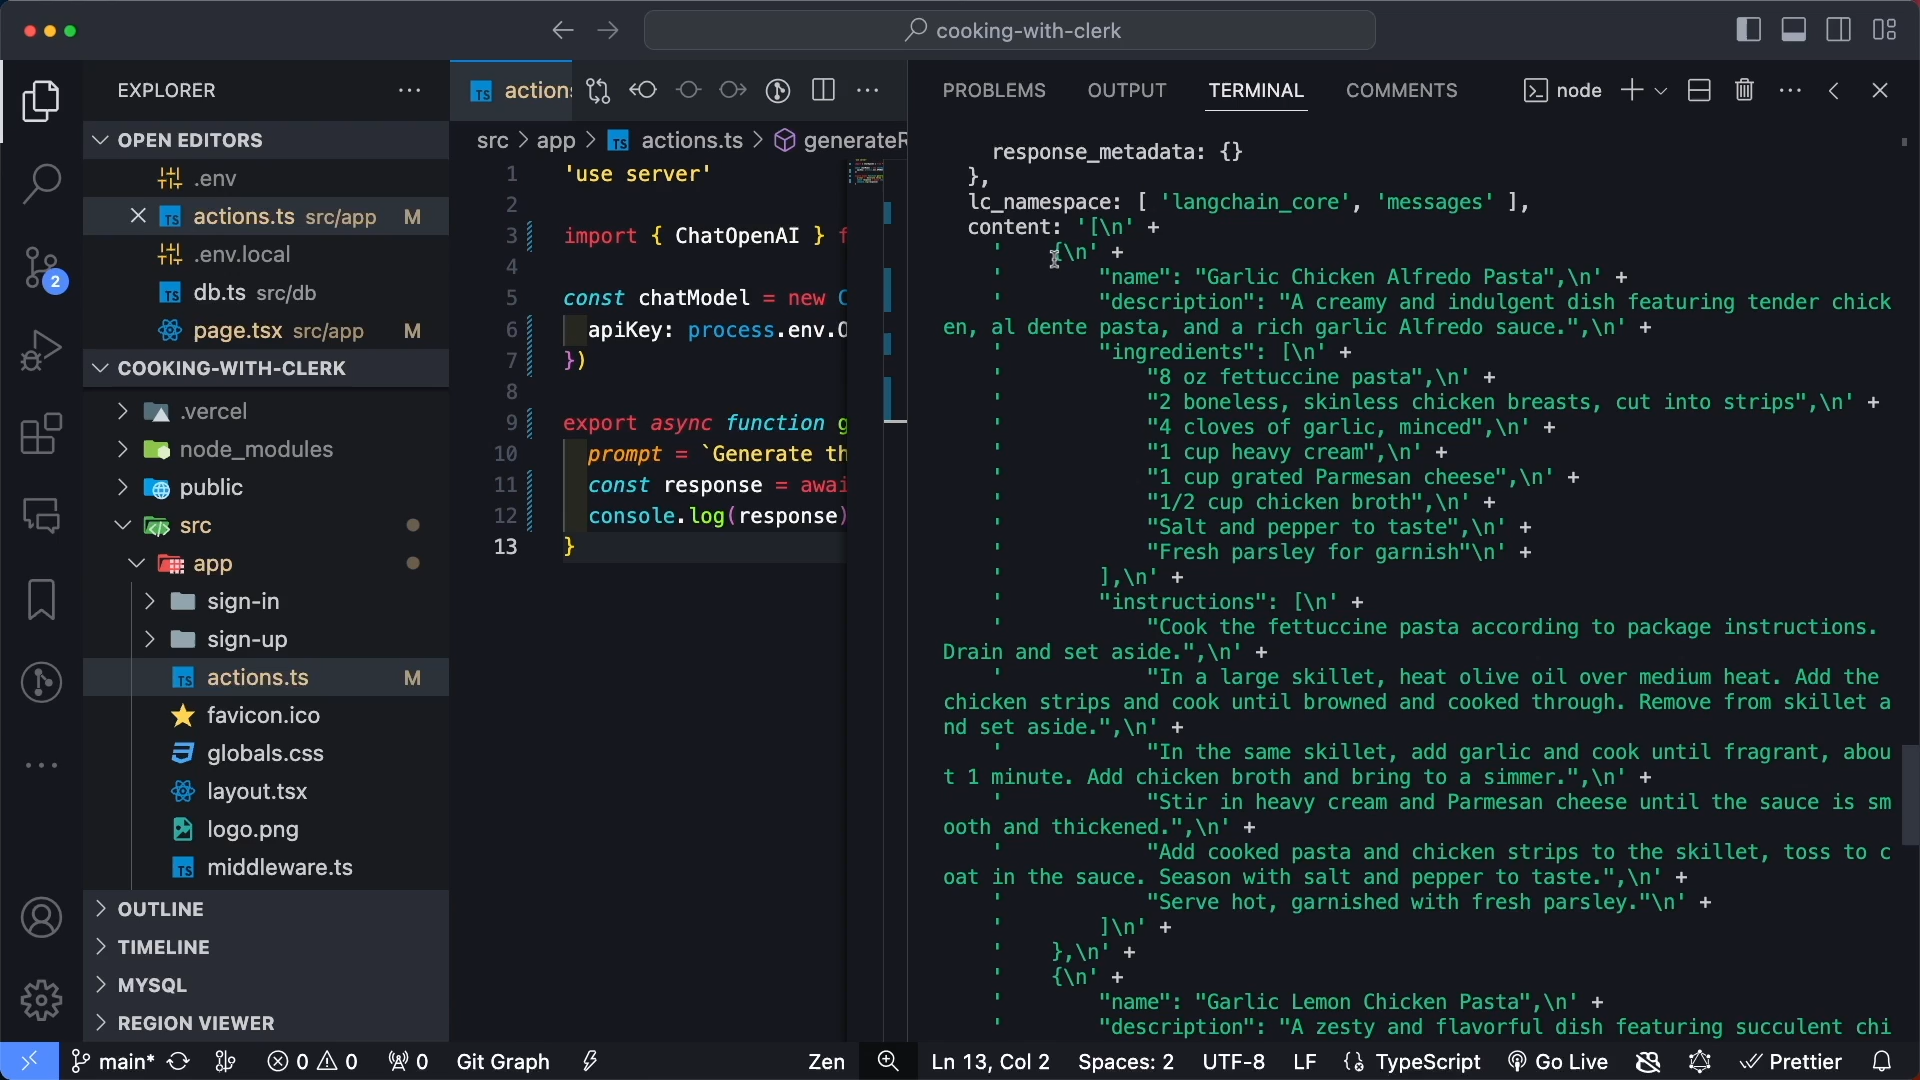 cooking-with-clerk
EXPLORER
OPEN EDITORS
.env
actions.ts src/app M
.env.local
db.ts src/db
page.tsx src/app M
COOKING-WITH-CLERK
.vercel
node_modules
public
src
app
sign-in
sign-up
actions.ts M
favicon.ico
globals.css
layout.tsx
logo.png
middleware.ts
OUTLINE
TIMELINE
MYSQL
REGION VIEWER
TS action
src > app > TS actions.ts > generateR
1 'use server'
2
3 import { ChatOpenAI } f
4
5 const chatModel = new C
6 apiKey: process.env.O
7 })
8
9 export async function g
10 prompt = `Generate th
11 const response = awai
12 console.log(response)
13 }
PROBLEMS OUTPUT TERMINAL COMMENTS node
response_metadata: {}
},
lc_namespace: [ 'langchain_core', 'messages' ],
content: '[\n' +
' {\n' +
' "name": "Garlic Chicken Alfredo Pasta",\n' +
' "description": "A creamy and indulgent dish featuring tender chick
en, al dente pasta, and a rich garlic Alfredo sauce.",\n' +
' "ingredients": [\n' +
' "8 oz fettuccine pasta",\n' +
' "2 boneless, skinless chicken breasts, cut into strips",\n' +
' "4 cloves of garlic, minced",\n' +
' "1 cup heavy cream",\n' +
' "1 cup grated Parmesan cheese",\n' +
' "1/2 cup chicken broth",\n' +
' "Salt and pepper to taste",\n' +
' "Fresh parsley for garnish"\n' +
' ],\n' +
' "instructions": [\n' +
' "Cook the fettuccine pasta according to package instructions.
Drain and set aside.",\n' +
' "In a large skillet, heat olive oil over medium heat. Add the
chicken strips and cook until browned and cooked through. Remove from skillet a
nd set aside.",\n' +
' "In the same skillet, add garlic and cook until fragrant, abou
t 1 minute. Add chicken broth and bring to a simmer.",\n' +
' "Stir in heavy cream and Parmesan cheese until the sauce is sm
ooth and thickened.",\n' +
' "Add cooked pasta and chicken strips to the skillet, toss to c
oat in the sauce. Season with salt and pepper to taste.",\n' +
' "Serve hot, garnished with fresh parsley."\n' +
' ]\n' +
' },\n' +
' {\n' +
' "name": "Garlic Lemon Chicken Pasta",\n' +
' "description": "A zesty and flavorful dish featuring succulent chi
2
main* 0 0 0 Git Graph Zen Ln 13, Col 2 Spaces: 2 UTF-8 LF TypeScript Go Live Prettier